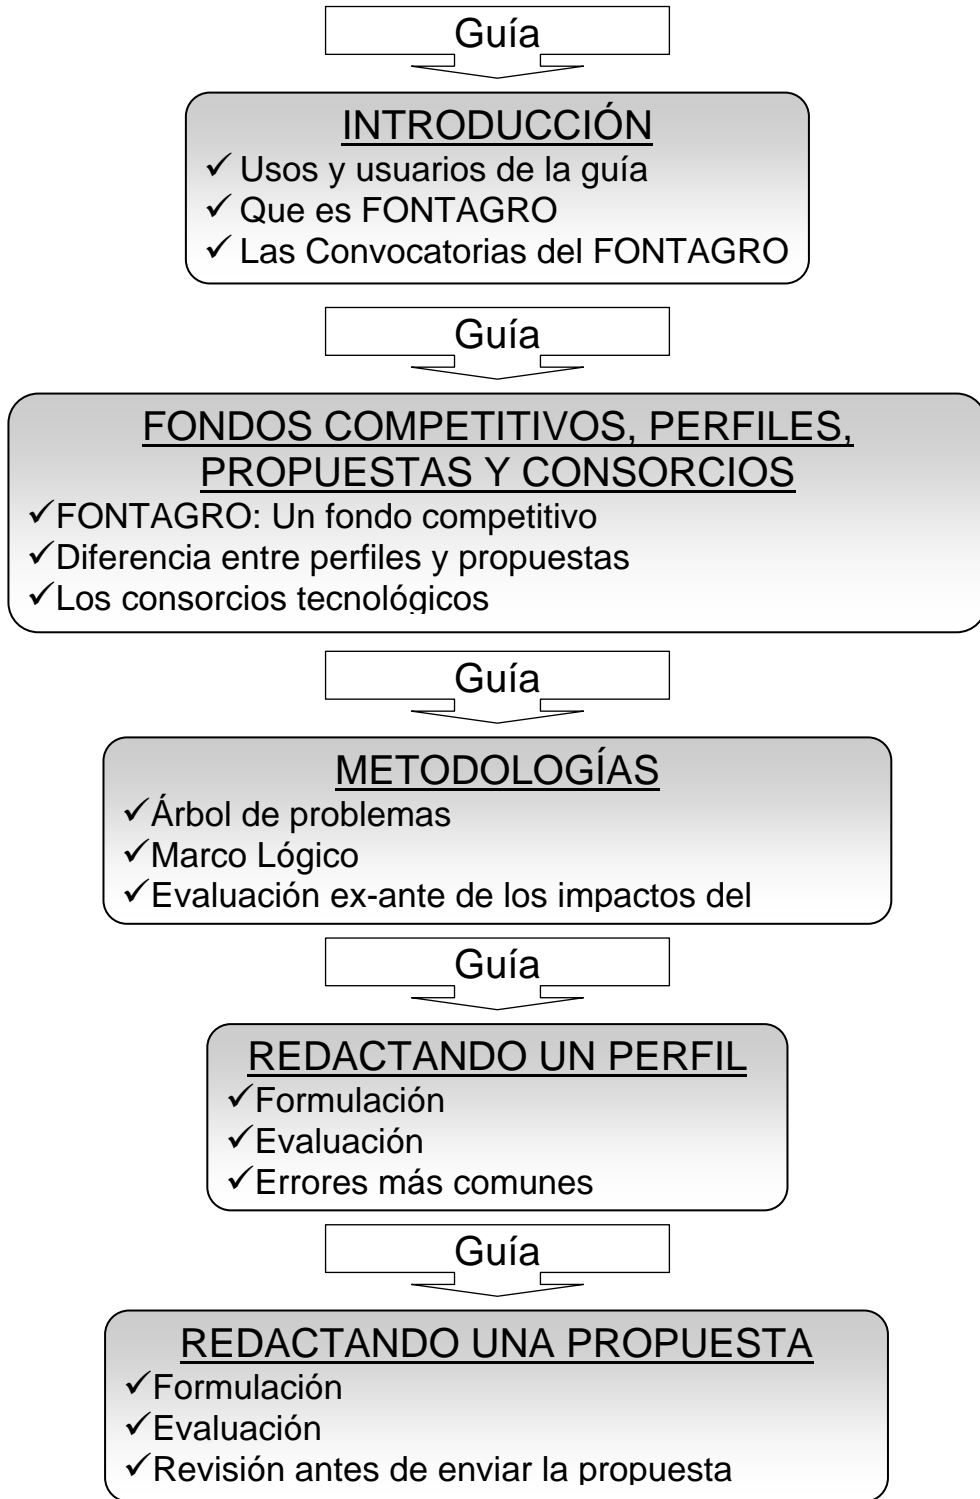 Guía
INTRODUCCIÓN
✓ Usos y usuarios de la guía
✓ Que es FONTAGRO
✓ Las Convocatorias del FONTAGRO
Guía
FONDOS COMPETITIVOS, PERFILES,
PROPUESTAS Y CONSORCIOS
✓FONTAGRO: Un fondo competitivo
✓Diferencia entre perfiles y propuestas
✓Los consorcios tecnológicos
Guía
METODOLOGÍAS
✓Árbol de problemas
✓Marco Lógico
✓Evaluación ex-ante de los impactos del
Guía
REDACTANDO UN PERFIL
✓Formulación
✓Evaluación
✓Errores más comunes
Guía
REDACTANDO UNA PROPUESTA
✓Formulación
✓Evaluación
✓Revisión antes de enviar la propuesta